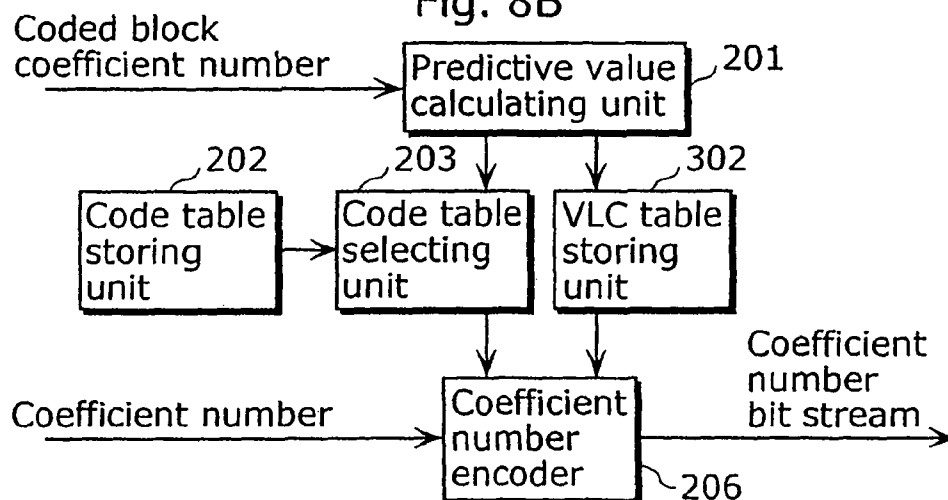 Fig. 8B
Coded block
coefficient number
Predictive value
calculating unit
201
202
203
302
Code table
storing
unit
Code table
selecting
unit
VLC table
storing
unit
Coefficient number
Coefficient
number
encoder
206
Coefficient
number
bit stream